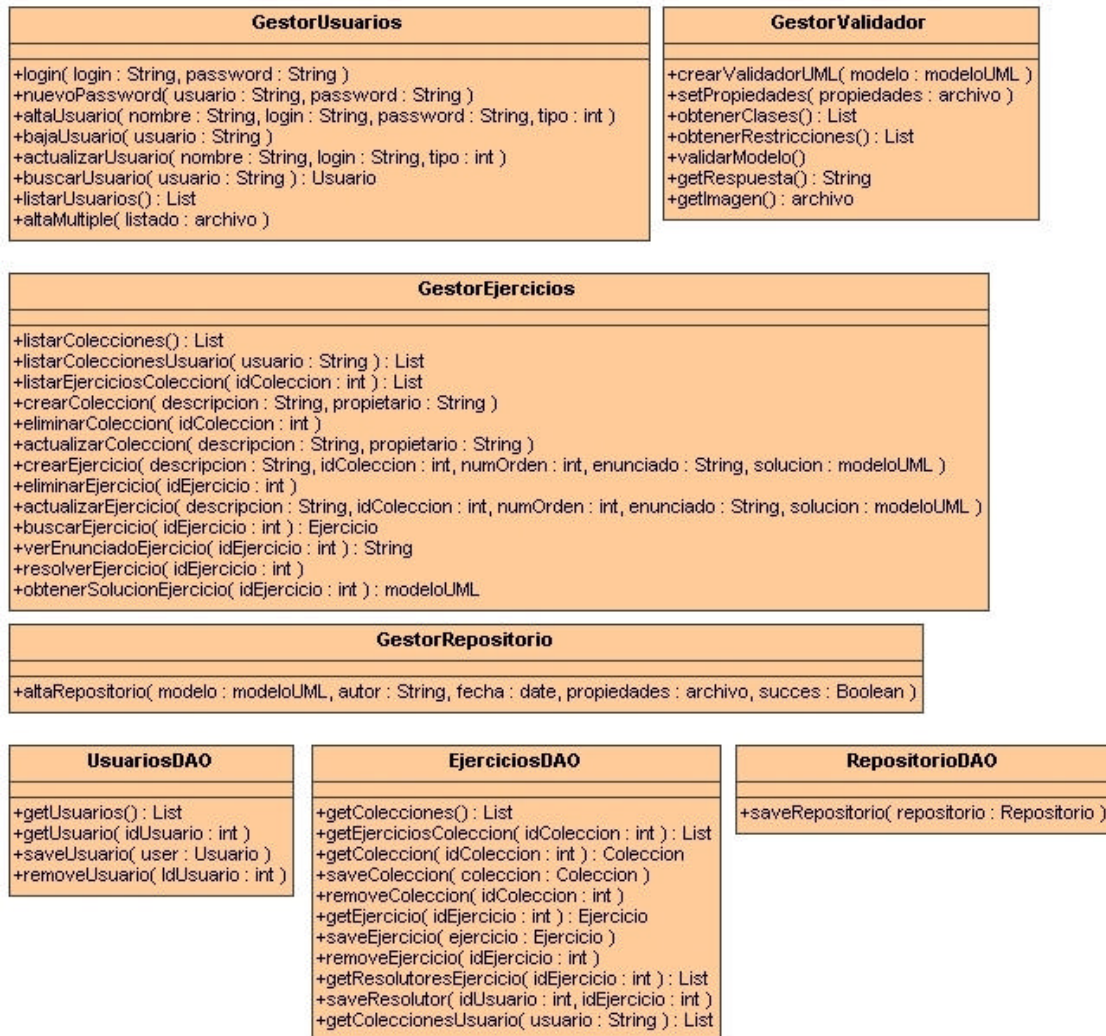 GestorUsuarios
+login( login : String, password : String )
+nuevoPassword( usuario : String, password : String )
+altaUsuario( nombre : String, login : String, password : String, tipo : int )
+bajaUsuario( usuario : String )
+actualizarUsuario( nombre : String, login : String, tipo : int )
+buscarUsuario( usuario : String ) : Usuario
+listarUsuarios() : List
+altaMultiple( listado : archivo )
GestorValidador
+crearValidadorUML( modelo : modeloUML )
+setPropiedades( propiedades : archivo )
+obtenerClases() : List
+obtenerRestricciones() : List
+validarModelo()
+getRespuesta() : String
+getImagen() : archivo
GestorEjercicios
+listarColecciones() : List
+listarColeccionesUsuario( usuario : String ) : List
+listarEjerciciosColeccion( idColeccion : int ) : List
+crearColeccion( descripcion : String, propietario : String )
+eliminarColeccion( idColeccion : int )
+actualizarColeccion( descripcion : String, propietario : String )
+crearEjercicio( descripcion : String, idColeccion : int, numOrden : int, enunciado : String, solucion : modeloUML )
+eliminarEjercicio( idEjercicio : int )
+actualizarEjercicio( descripcion : String, idColeccion : int, numOrden : int, enunciado : String, solucion : modeloUML )
+buscarEjercicio( idEjercicio : int ) : Ejercicio
+verEnunciadoEjercicio( idEjercicio : int ) : String
+resolverEjercicio( idEjercicio : int )
+obtenerSolucionEjercicio( idEjercicio : int ) : modeloUML
GestorRepositorio
+altaRepositorio( modelo : modeloUML, autor : String, fecha : date, propiedades : archivo, succes : Boolean )
UsuariosDAO
+getUsuarios() : List
+getUsuario( idUsuario : int )
+saveUsuario( user : Usuario )
+removeUsuario( IdUsuario : int )
EjerciciosDAO
+getColecciones() : List
+getEjerciciosColeccion( idColeccion : int ) : List
+getColeccion( idColeccion : int ) : Coleccion
+saveColeccion( coleccion : Coleccion )
+removeColeccion( idColeccion : int )
+getEjercicio( idEjercicio : int ) : Ejercicio
+saveEjercicio( ejercicio : Ejercicio )
+removeEjercicio( idEjercicio : int )
+getResolutoresEjercicio( idEjercicio : int ) : List
+saveResolutor( idUsuario : int, idEjercicio : int )
+getColeccionesUsuario( usuario : String ) : List
RepositorioDAO
+saveRepositorio( repositorio : Repositorio )